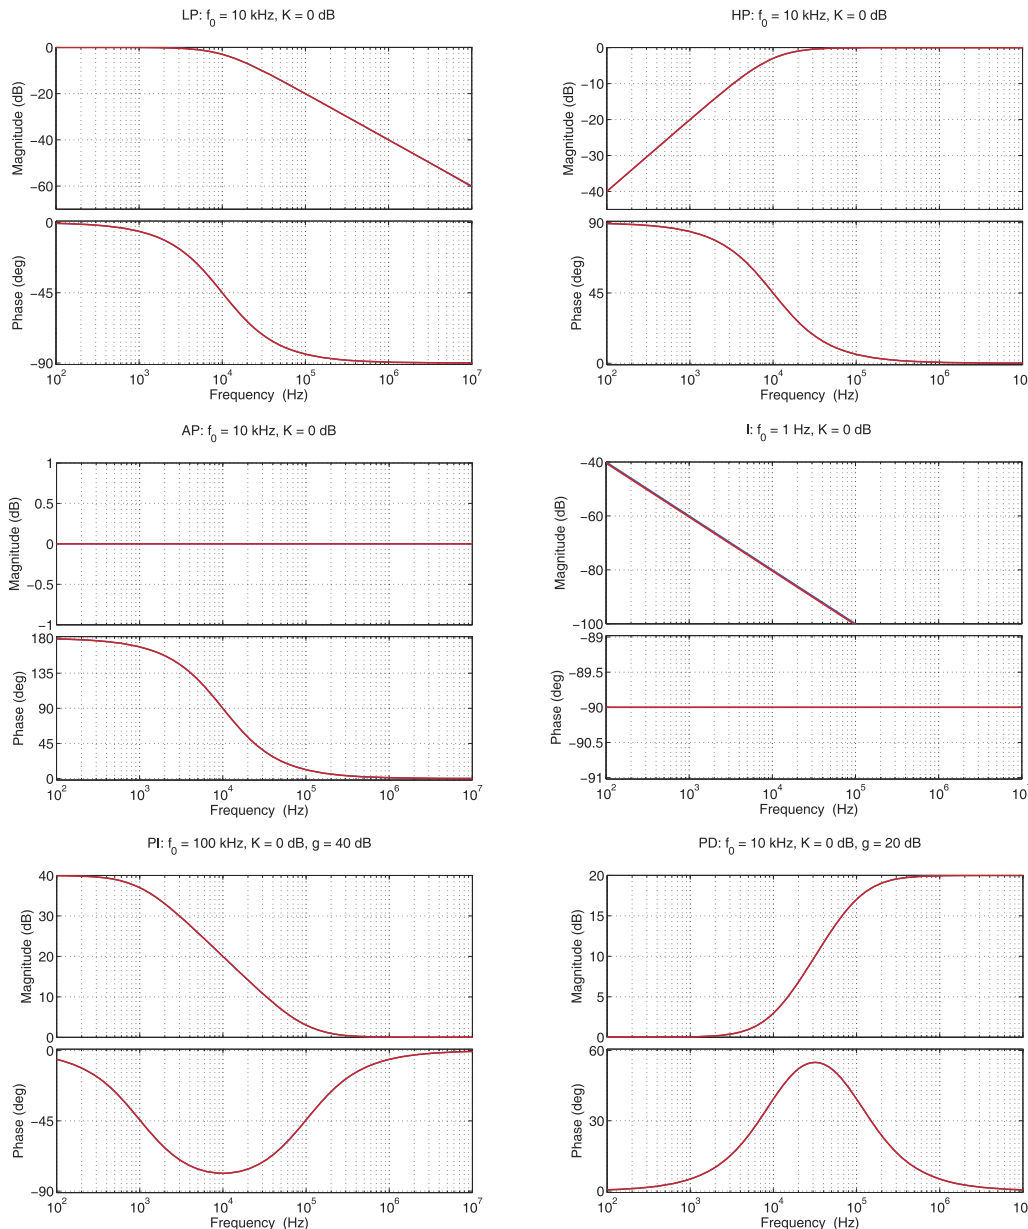 LP: f0 = 10 kHz, K = 0 dB
0
−20
−40
−60
Magnitude (dB)
0
−45
−90
Phase (deg)
10^2 10^3 10^4 10^5 10^6 10^7
Frequency (Hz)
HP: f0 = 10 kHz, K = 0 dB
0
−10
−20
−30
−40
Magnitude (dB)
90
45
0
Phase (deg)
10^2 10^3 10^4 10^5 10^6 10^7
Frequency (Hz)
AP: f0 = 10 kHz, K = 0 dB
1
0.5
0
−0.5
−1
Magnitude (dB)
180
135
90
45
0
Phase (deg)
10^2 10^3 10^4 10^5 10^6 10^7
Frequency (Hz)
I: f0 = 1 Hz, K = 0 dB
−40
−60
−80
−100
Magnitude (dB)
−89
−89.5
−90
−90.5
−91
Phase (deg)
10^2 10^3 10^4 10^5 10^6 10^7
Frequency (Hz)
PI: f0 = 100 kHz, K = 0 dB, g = 40 dB
40
30
20
10
0
Magnitude (dB)
0
−45
−90
Phase (deg)
10^2 10^3 10^4 10^5 10^6 10^7
Frequency (Hz)
PD: f0 = 10 kHz, K = 0 dB, g = 20 dB
20
15
10
5
0
Magnitude (dB)
60
30
0
Phase (deg)
10^2 10^3 10^4 10^5 10^6 10^7
Frequency (Hz)